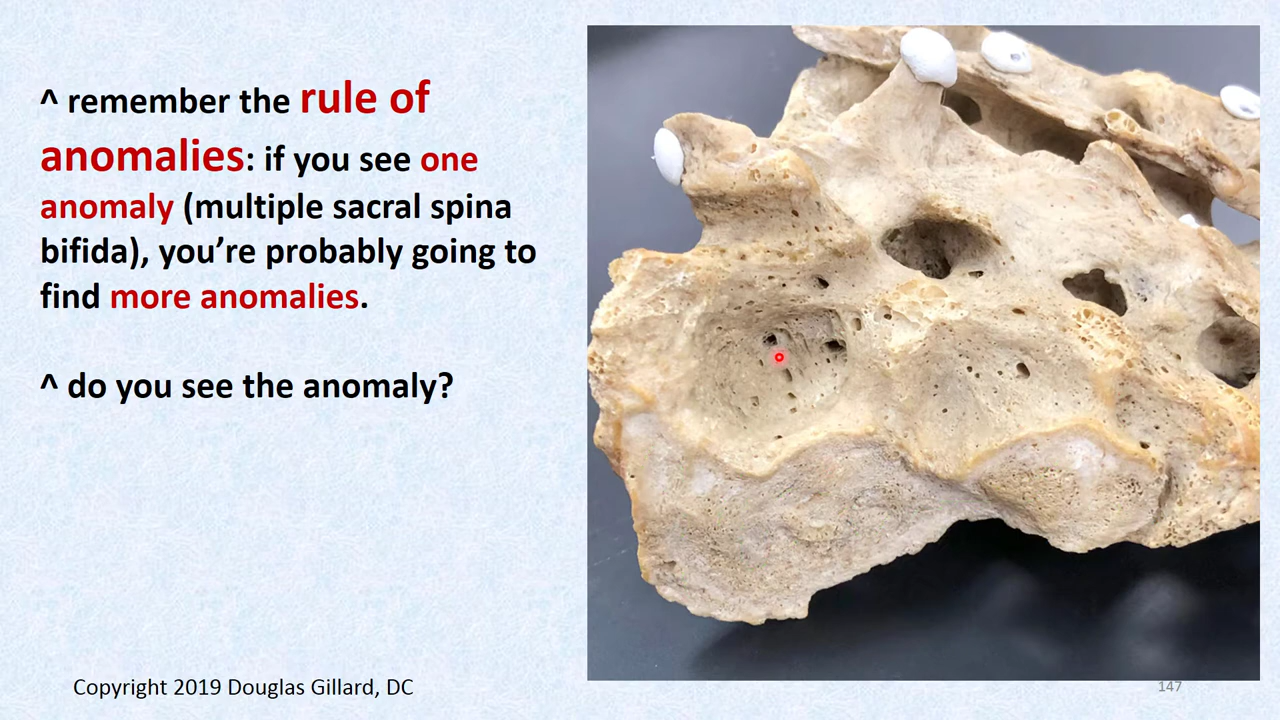 ^ remember the rule of
anomalies: if you see one
anomaly (multiple sacral spina
bifida), you’re probably going to
find more anomalies.
^ do you see the anomaly?
Copyright 2019 Douglas Gillard, DC
147